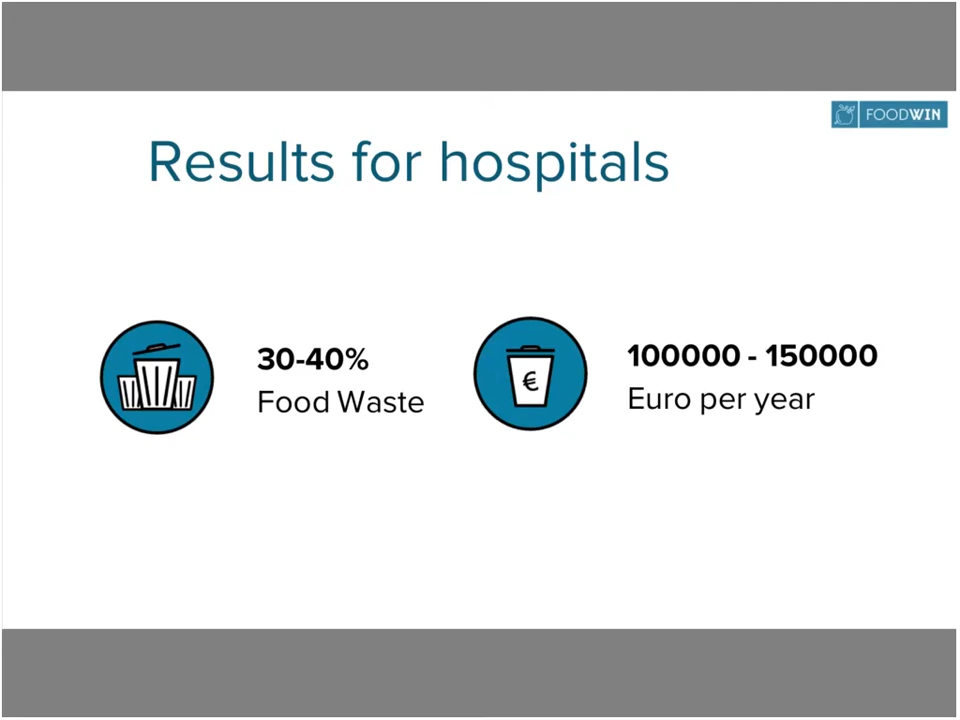 FOODWIN
Results for hospitals
30-40%
Food Waste
€
100000 - 150000
Euro per year